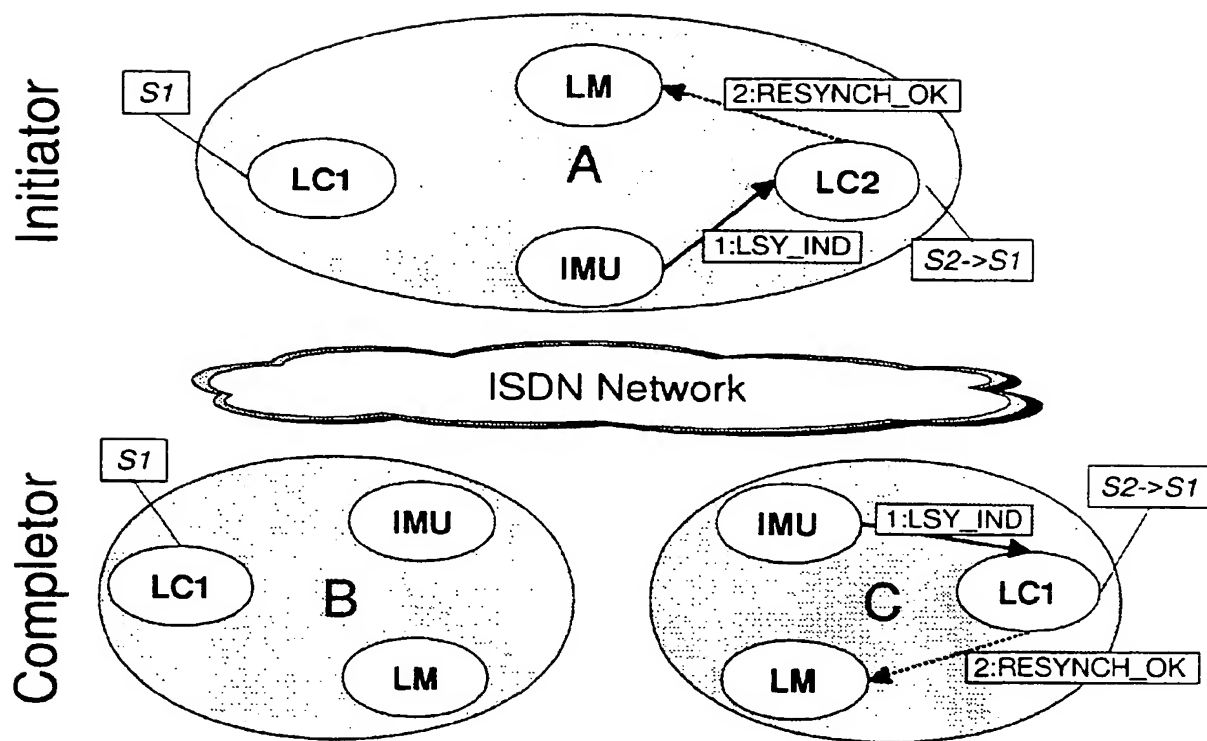 Initiator
S1
LM
2:RESYNCH_OK
LC1
A
LC2
1:LSY_IND
IMU
S2->S1
ISDN Network
Completor
S1
IMU
LC1
B
LM
IMU
1:LSY_IND
S2->S1
C
LC1
LM
2:RESYNCH_OK